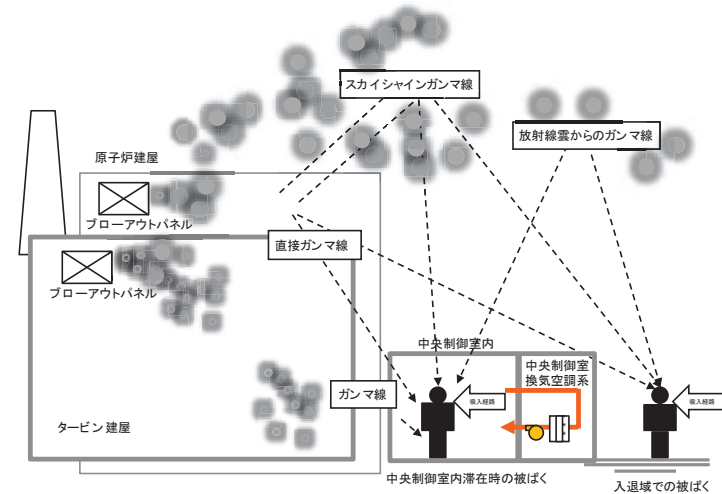 スカイシャインガンマ線
放射線雲からのガンマ線
原子炉建屋
ブローアウトパネル
直接ガンマ線
ブローアウトパネル
中央制御室内
中央制御室
換気空調系
ガンマ線
吸入経路
吸入経路
タービン建屋
中央制御室内滞在時の被ばく
入退域での被ばく